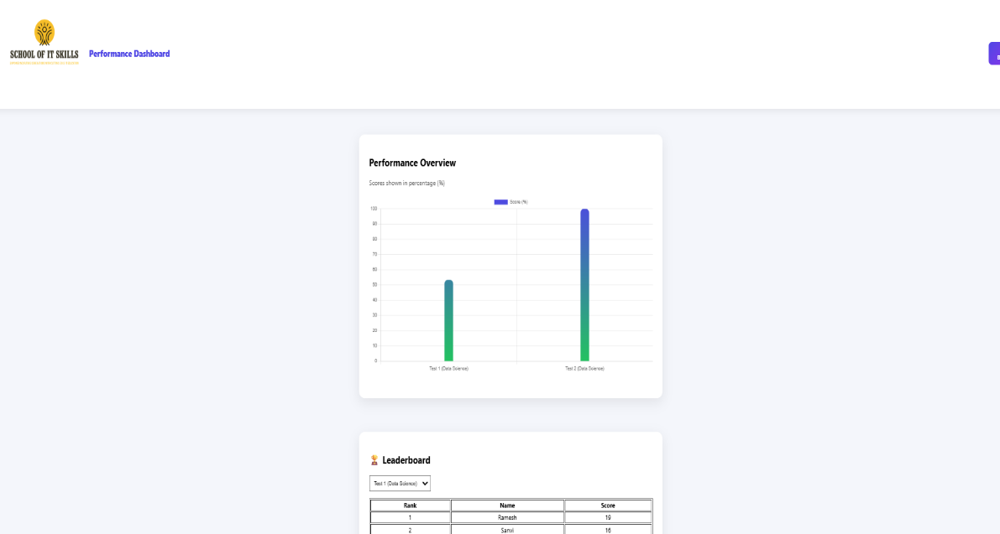 SCHOOL OF IT SKILLS
Performance Dashboard
Performance Overview
Scores shown in percentage (%)
Score (%)
100
90
80
70
60
50
40
30
20
10
0
Test 1 (Data Science)
Test 2 (Data Science)
🏆 Leaderboard
Test 1 (Data Science)
Rank Name Score
1 Ramesh 19
2 Sanvi 16